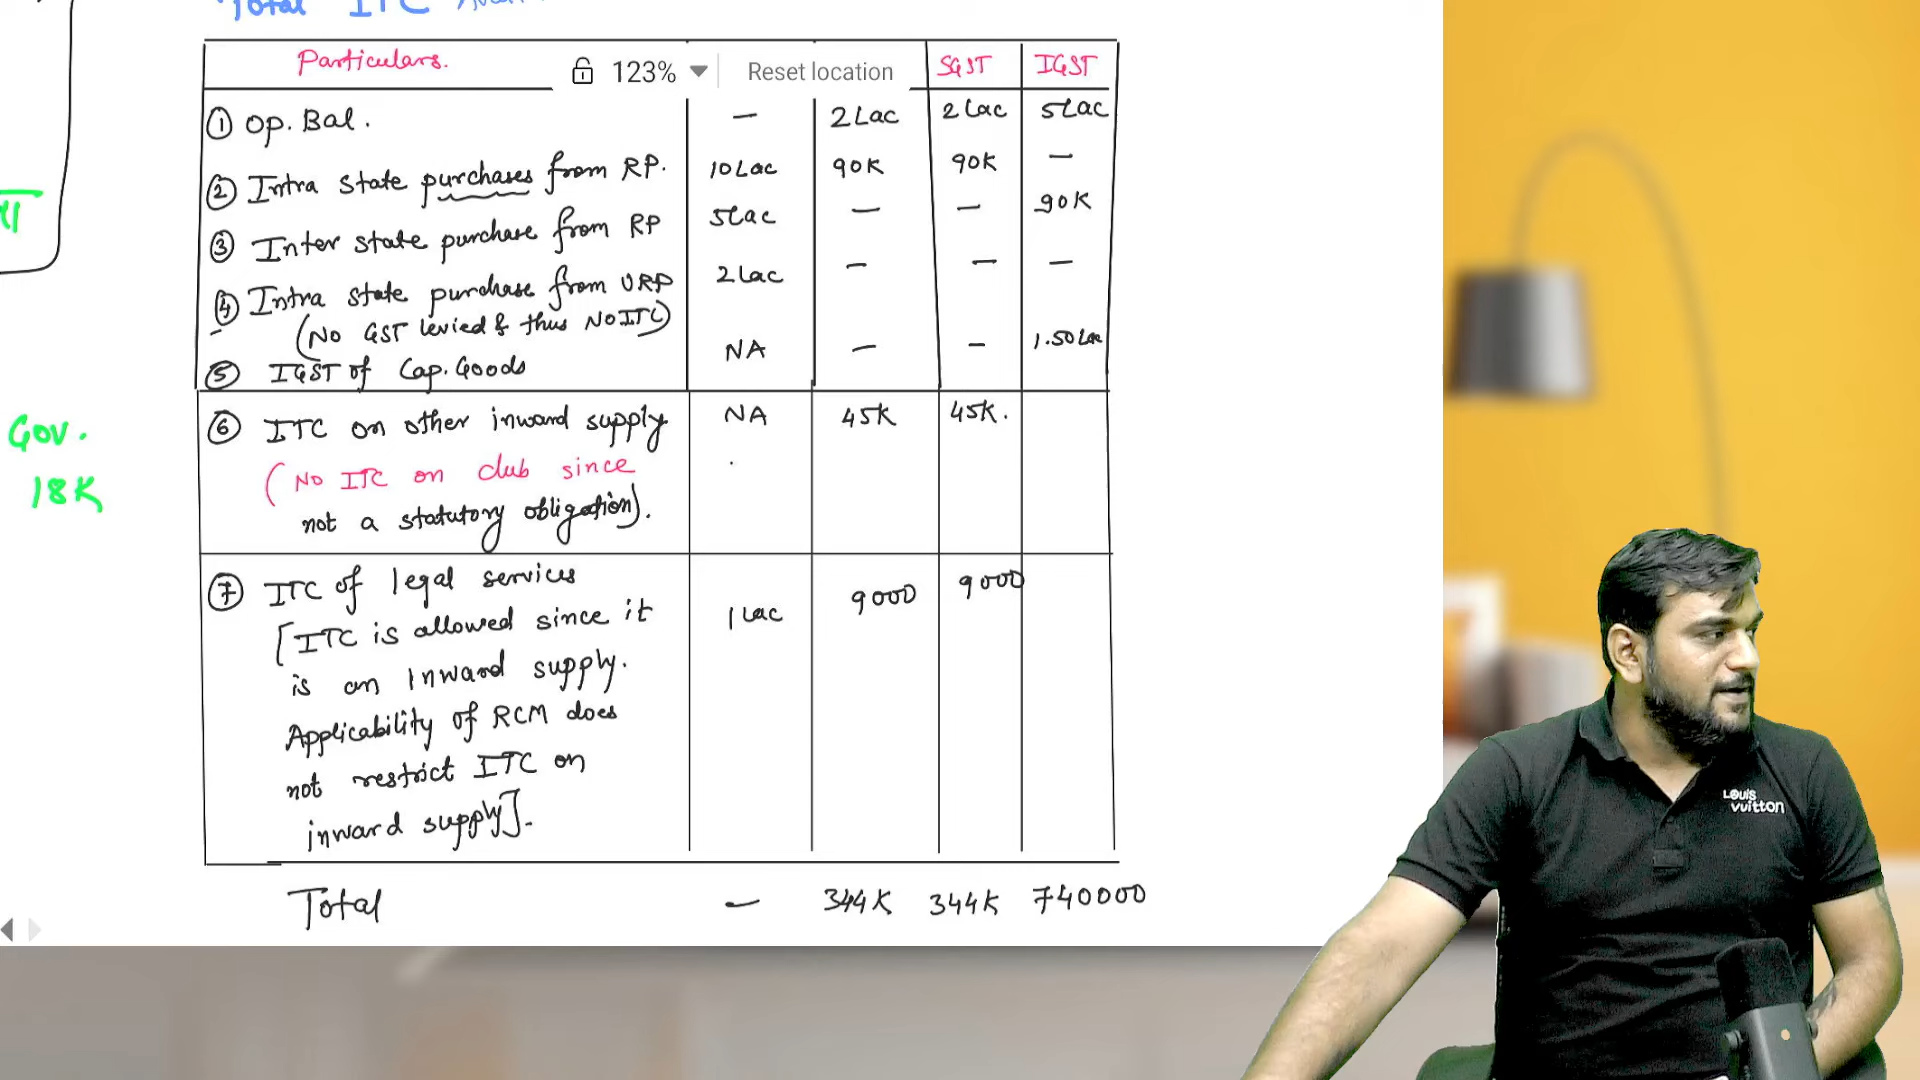 Total ITC
Particulars. 123% Reset location SGST IGST
① Op. Bal. — 2 Lac 2 Lac 5 Lac
② Intra State purchases from RP. 10 Lac 90K 90K —
③ Inter state purchase from RP 5 Lac — — 90K
④ Intra state purchase from URP 2 Lac — — —
(No GST levied & thus NO ITC)
⑤ IGST of Cap. Goods NA — — 1.50 Lac
⑥ ITC on other inward supply NA 45K 45K.
(NO ITC on club since
not a statutory obligation).
⑦ ITC of legal services 1 Lac 9000 9000
[ITC is allowed since it
is an Inward supply.
Applicability of RCM does
not restrict ITC on
inward supply].
Total — 344K 344K 740000
Gov.
18K
Louis
Vuitton